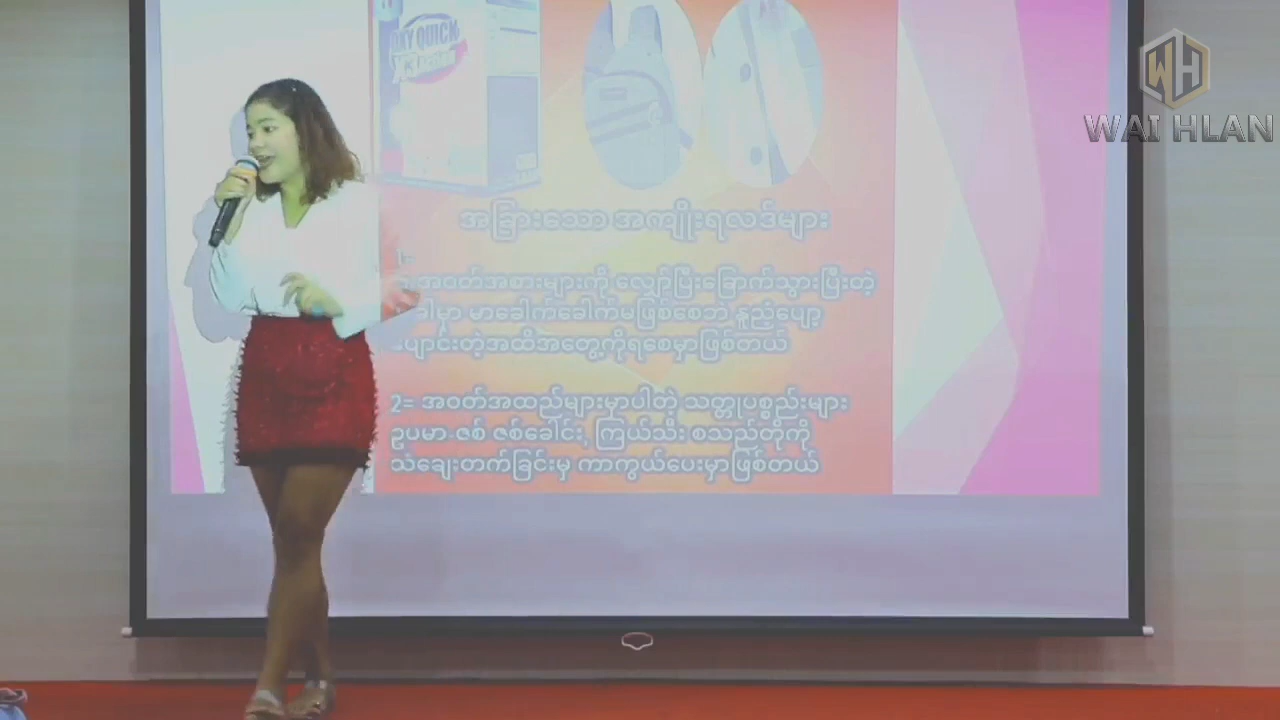 OXY QUICK
WH
WAI HLAN
အခြားသော အကျိုးရလဒ်များ
1=
အဝတ်အစားများကို လျှော်ပြီးခြောက်သွားပြီးတဲ့
ခါမှာ မာခေါက်ခေါက်မဖြစ်စေဘဲ နူညံ့ပျော့
ပျောင်းတဲ့အထိအတွေ့ကိုရစေမှာဖြစ်တယ်
2= အဝတ်အထည်များမှာပါတဲ့ သတ္တုပစ္စည်းများ
ဥပမာ-ဇစ် ဇစ်ခေါင်း, ကြယ်သီး စသည်တို့ကို
သံချေးတက်ခြင်းမှ ကာကွယ်ပေးမှာဖြစ်တယ်